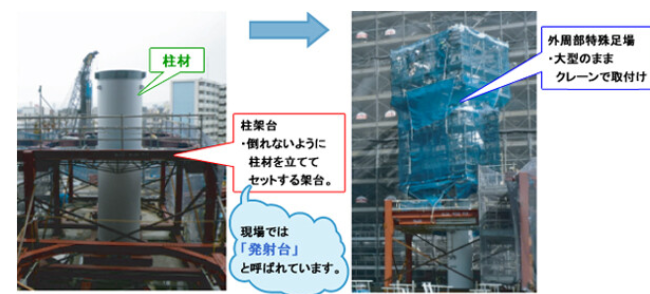 柱材
柱架台
・倒れないように
柱材を立てて
セットする架台。
現場では
「発射台」
と呼ばれています。
外周部特殊足場
・大型のまま
クレーンで取付け